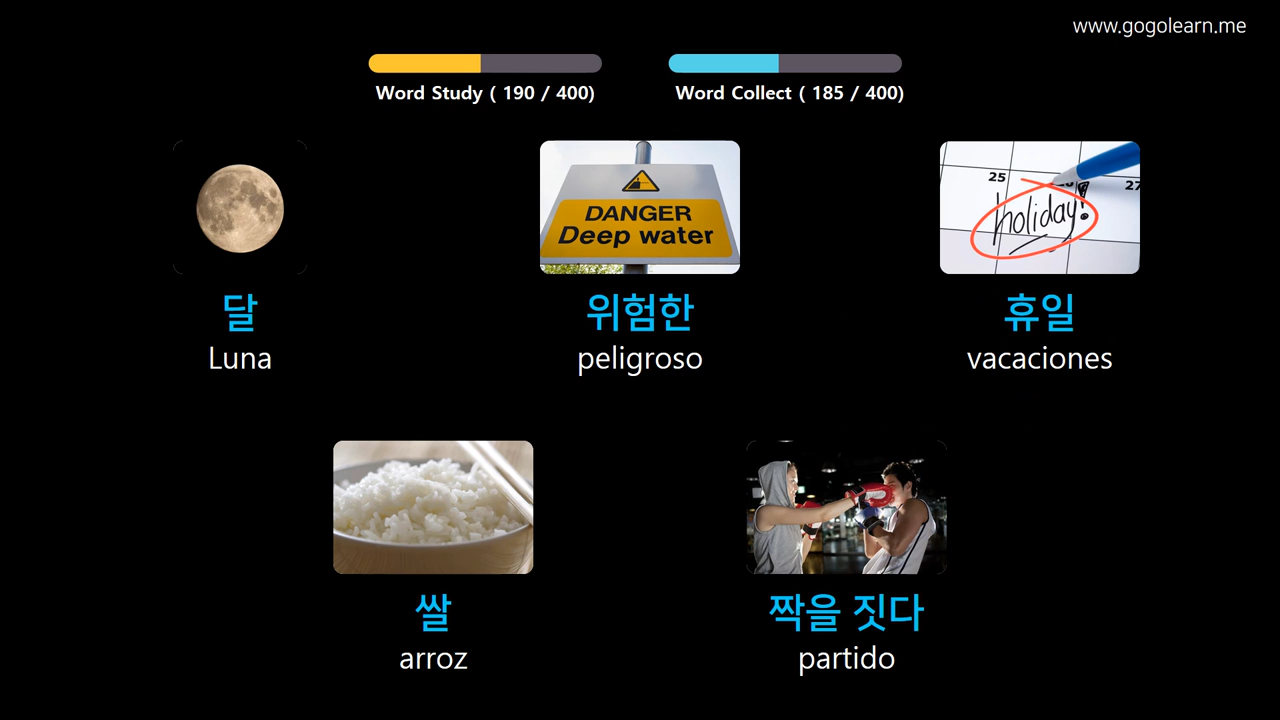 www.gogolearn.me
Word Study ( 190 / 400)
Word Collect ( 185 / 400)
DANGER
Deep water
25
27
holiday!
달
위험한
휴일
Luna
peligroso
vacaciones
쌀
짝을 짓다
arroz
partido